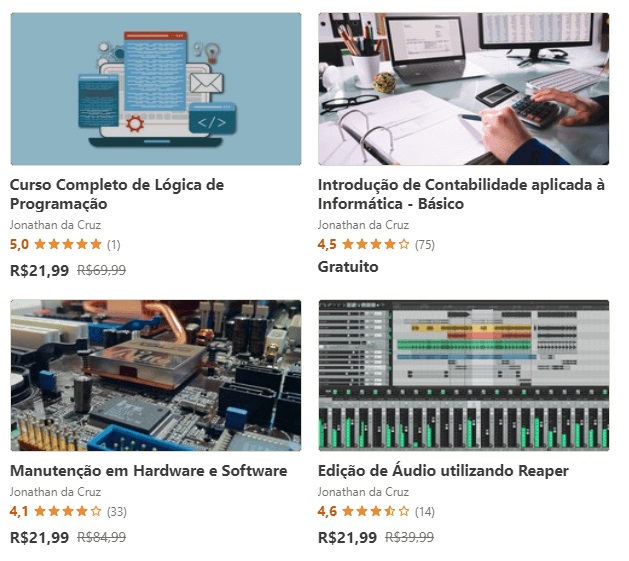 Curso Completo de Lógica de
Programação
Jonathan da Cruz
5,0 (1)
R$21,99 R$69,99
Introdução de Contabilidade aplicada à
Informática - Básico
Jonathan da Cruz
4,5 (75)
Gratuito
Manutenção em Hardware e Software
Jonathan da Cruz
4,1 (33)
R$21,99 R$84,99
Edição de Áudio utilizando Reaper
Jonathan da Cruz
4,6 (14)
R$21,99 R$39,99